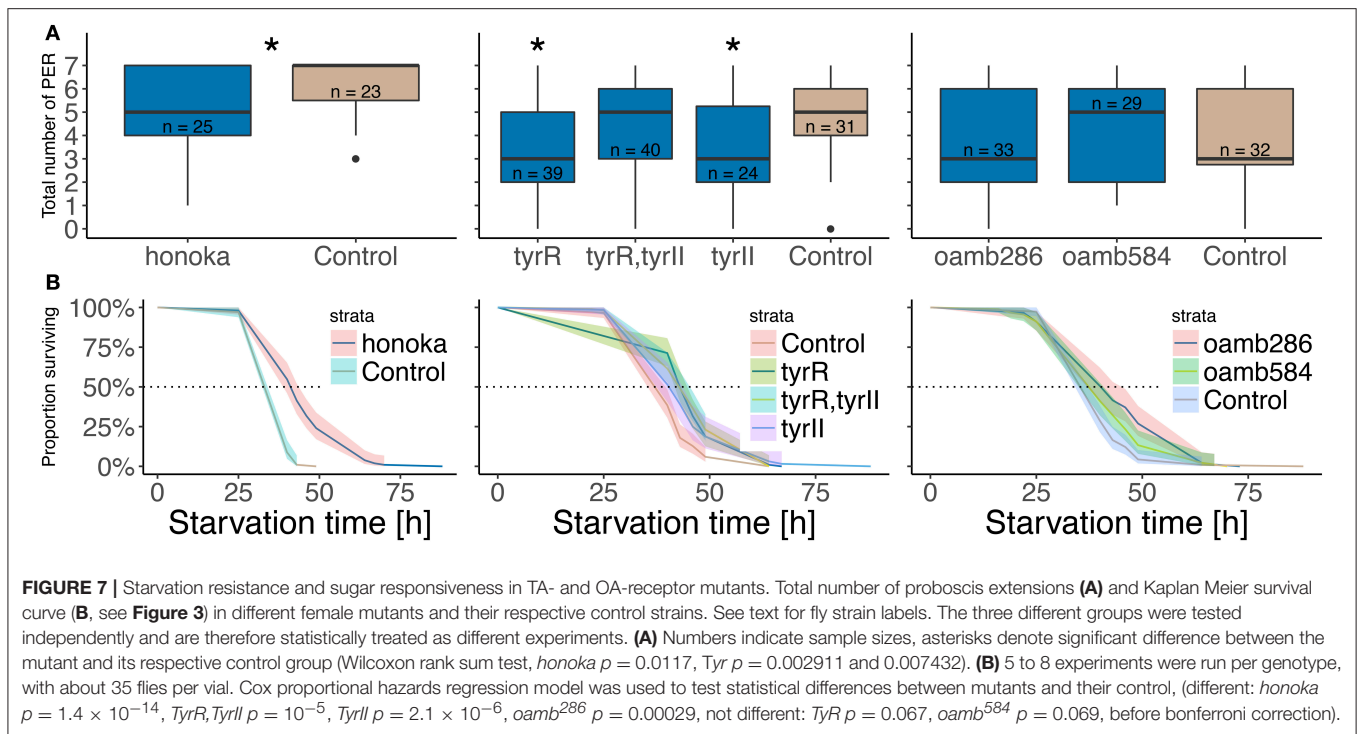 A
Total number of PER
7
6
5
4
3
2
1
0
*
n = 25
n = 23
honoka Control
* *
n = 39
n = 40
n = 24
n = 31
tyrR tyrR,tyrII tyrII Control
n = 33
n = 29
n = 32
oamb286 oamb584 Control
B
Proportion surviving
100%
75%
50%
25%
0%
strata
honoka
Control
0 25 50 75
Starvation time [h]
strata
Control
tyrR
tyrR,tyrII
tyrII
0 25 50 75
Starvation time [h]
strata
oamb286
oamb584
Control
0 25 50 75
Starvation time [h]
FIGURE 7 | Starvation resistance and sugar responsiveness in TA- and OA-receptor mutants. Total number of proboscis extensions (A) and Kaplan Meier survival
curve (B, see Figure 3) in different female mutants and their respective control strains. See text for fly strain labels. The three different groups were tested
independently and are therefore statistically treated as different experiments. (A) Numbers indicate sample sizes, asterisks denote significant difference between the
mutant and its respective control group (Wilcoxon rank sum test, honoka p = 0.0117, Tyr p = 0.002911 and 0.007432). (B) 5 to 8 experiments were run per genotype,
with about 35 flies per vial. Cox proportional hazards regression model was used to test statistical differences between mutants and their control, (different: honoka
p = 1.4 × 10⁻¹⁴, TyrR,TyrII p = 10⁻⁵, TyrII p = 2.1 × 10⁻⁶, oamb²⁸⁶ p = 0.00029, not different: TyR p = 0.067, oamb⁵⁸⁴ p = 0.069, before bonferroni correction).